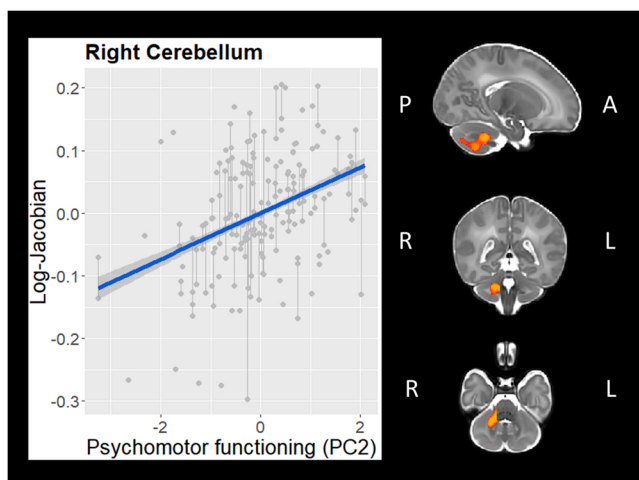 Right Cerebellum
Log-Jacobian
0.2
0.1
0.0
-0.1
-0.2
-0.3
-2
0
2
Psychomotor functioning (PC2)
P
A
R
L
R
L